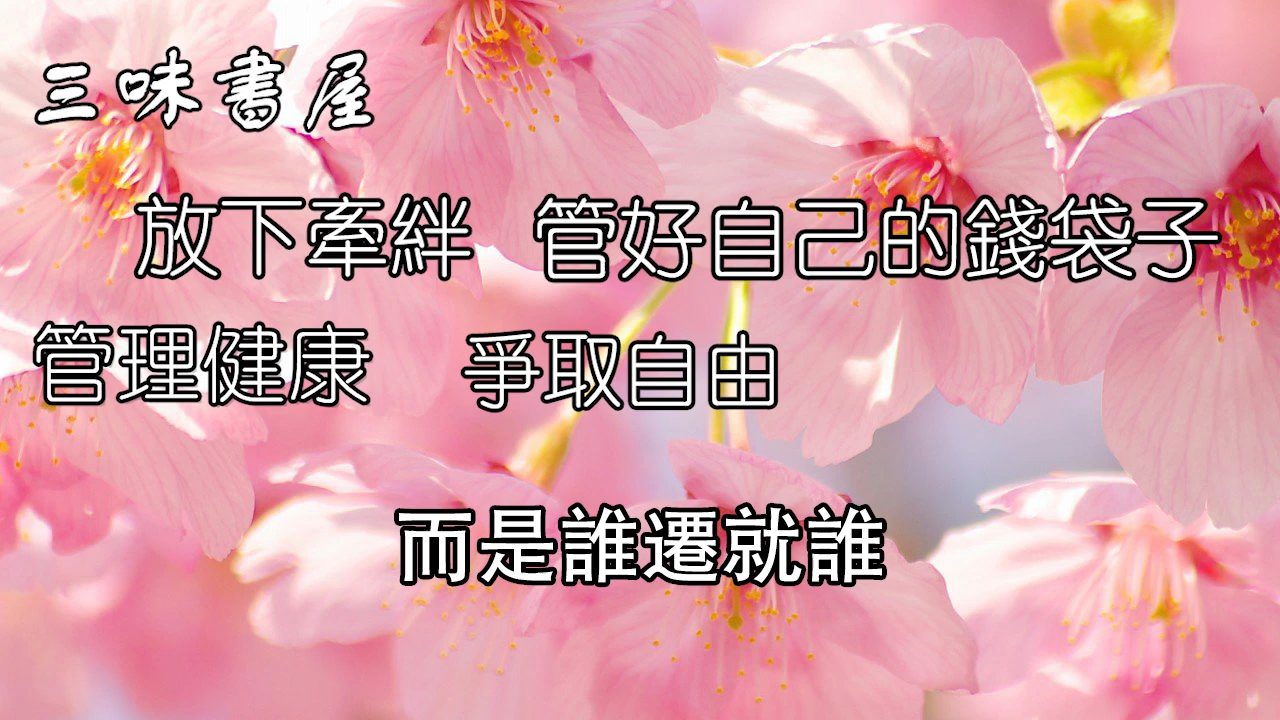 三味書屋
放下牽絆 管好自己的錢袋子
管理健康 爭取自由
而是誰遷就誰